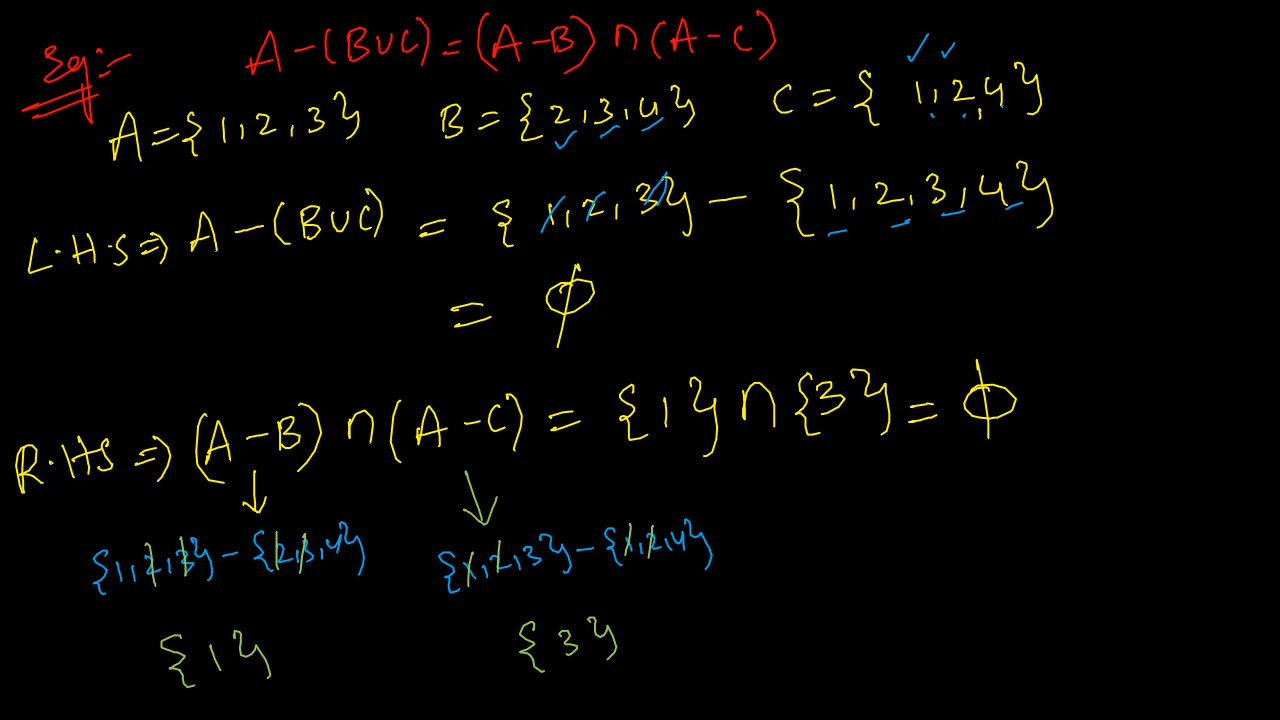 Eg:- A-(B∪C)=(A-B)∩(A-C)
A={1,2,3} B={2,3,4} C={1,2,4}
L.H.S⇒ A-(B∪C) = {1,2,3} - {1,2,3,4}
= ϕ
R.HS⇒ (A-B)∩(A-C) = {1}∩{3} = ϕ
{1,2,3}-{2,3,4} {1,2,3}-{1,2,4}
{1} {3}